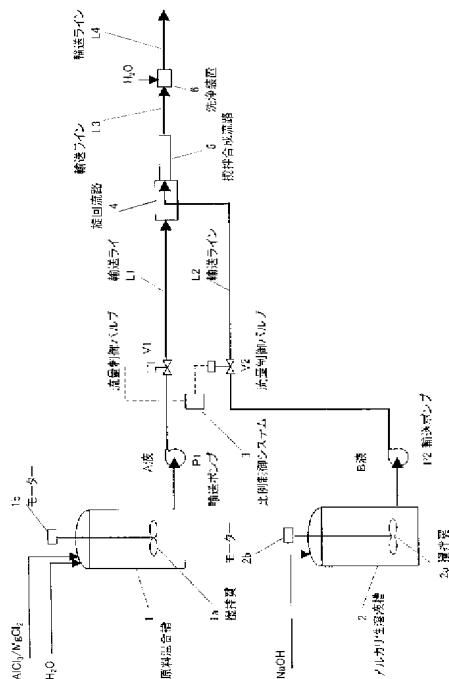 AlCl3/MgCl2
H2O
1b
モーター
1
原料混合槽
1a
攪拌翼
A液
P1
輸送ポンプ
流量制御バルブ
V1
輸送ライ
L1
旋回流路
4
5
攪拌合成流路
輸送ライン
L3
H2O
6
洗浄装置
輸送ライン
L4
3
比例制御システム
V2
流量制御バルブ
L2
輸送ライン
NaOH
モーター
2b
2
アルカリ性溶液槽
2a 攪拌翼
B液
P2 輸送ポンプ